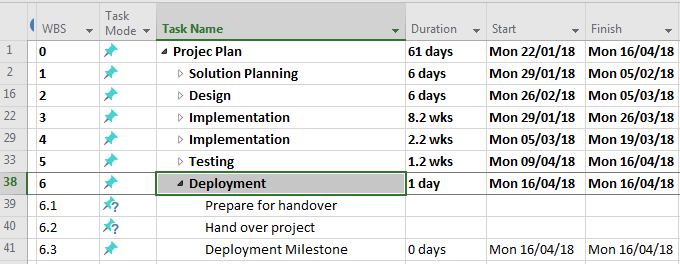 WBS Task Mode Task Name Duration Start Finish
1 0 Projec Plan 61 days Mon 22/01/18 Mon 16/04/18
2 1 Solution Planning 6 days Mon 29/01/18 Mon 05/02/18
16 2 Design 6 days Mon 26/02/18 Mon 05/03/18
22 3 Implementation 8.2 wks Mon 29/01/18 Mon 26/03/18
29 4 Implementation 2.2 wks Mon 05/03/18 Mon 19/03/18
33 5 Testing 1.2 wks Mon 09/04/18 Mon 16/04/18
38 6 Deployment 1 day Mon 16/04/18 Mon 16/04/18
39 6.1 ? Prepare for handover
40 6.2 ? Hand over project
41 6.3 Deployment Milestone 0 days Mon 16/04/18 Mon 16/04/18